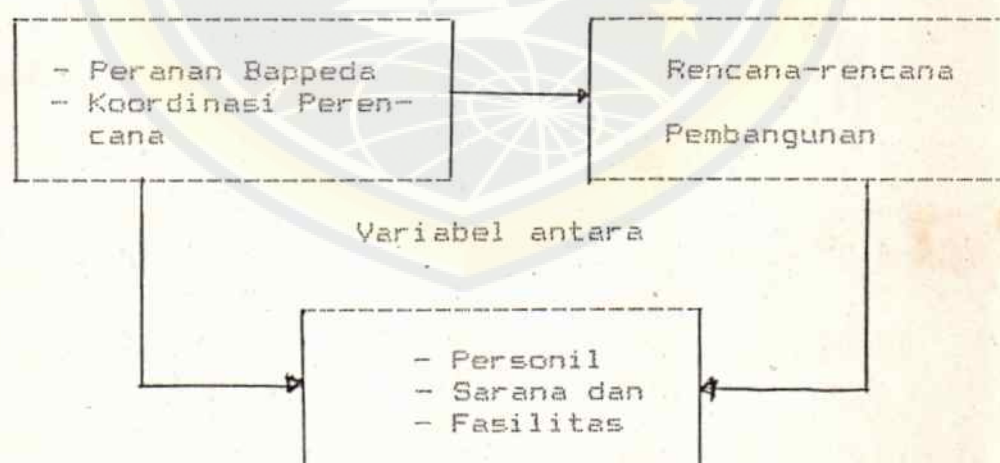 - Peranan Bappeda
- Koordinasi Peren-
cana
Rencana-rencana
Pembangunan
Variabel antara
- Personil
- Sarana dan
- Fasilitas